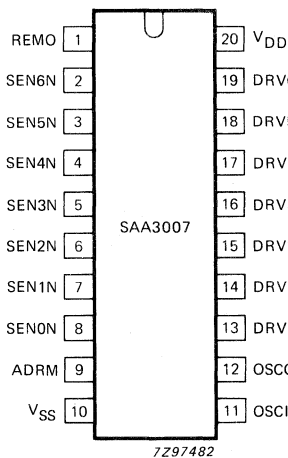 REMO 1 20 VDD
SEN6N 2 19 DRV
SEN5N 3 18 DRV
SEN4N 4 17 DRV
SEN3N 5 16 DRV
SAA3007
SEN2N 6 15 DRV
SEN1N 7 14 DRV
SEN0N 8 13 DRV
ADRM 9 12 OSC
VSS 10 11 OSCI
7Z97482